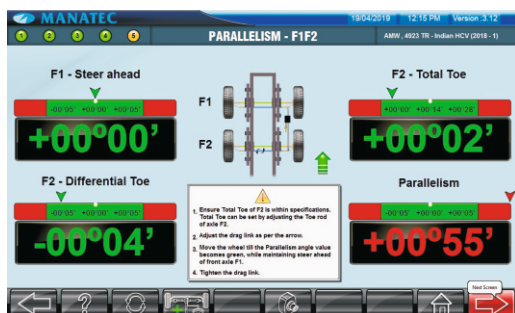 MANATEC
19/04/2019 12:15 PM Version :3.12
1 2 3 4 5
PARALLELISM - F1F2
AMW , 4923 TR - Indian HCV (2018 - 1)
F1 - Steer ahead
-00°05' +00°00' +00°05'
+00°00'
F2 - Differential Toe
-00°05' +00°00' +00°05'
-00°04'
F1
F2
1. Ensure Total Toe of F2 is within specifications. Total Toe can be set by adjusting the Toe rod of axle F2.
2. Adjust the drag link as per the arrow.
3. Move the wheel till the Parallelism angle value becomes green, while maintaining steer ahead of front axle F1.
4. Tighten the drag link.
F2 - Total Toe
+00°00' +00°14' +00°28'
+00°02'
Parallelism
-00°05' +00°00' +00°05'
+00°55'
Next Screen